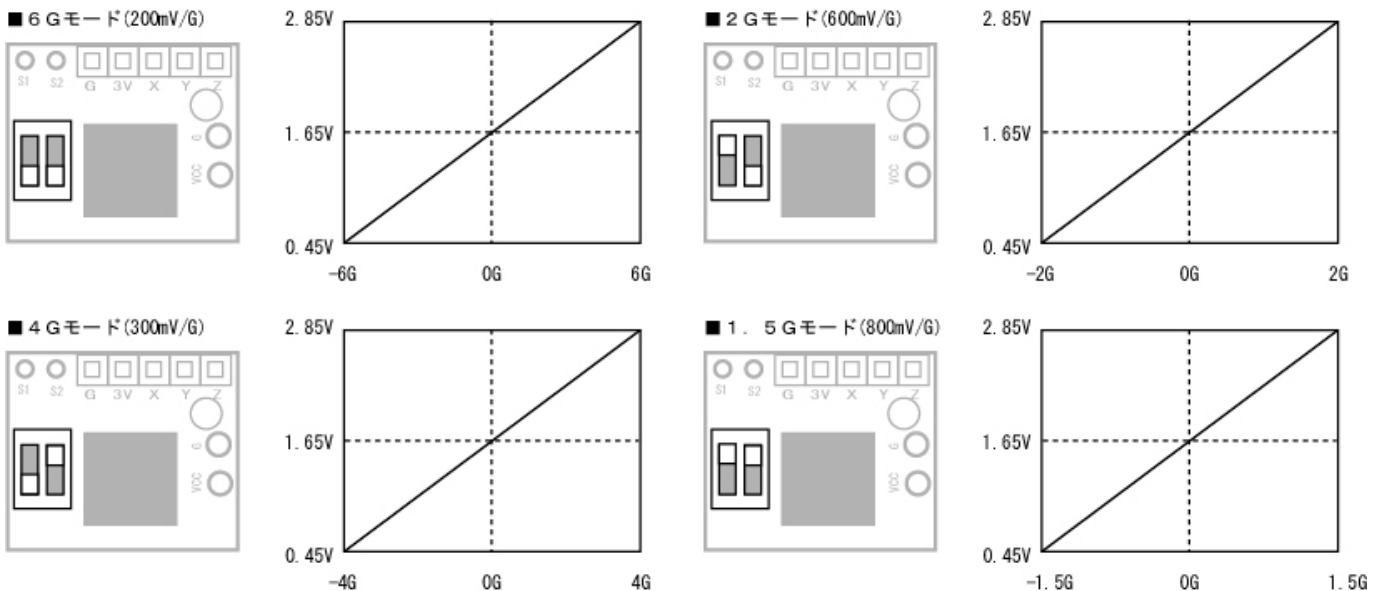 ■6Gモード(200mV/G)
S1 S2 G 3V X Y Z
G
VCC
2.85V
1.65V
0.45V
-6G 0G 6G
■2Gモード(600mV/G)
S1 S2 G 3V X Y Z
G
VCC
2.85V
1.65V
0.45V
-2G 0G 2G
■4Gモード(300mV/G)
S1 S2 G 3V X Y Z
G
VCC
2.85V
1.65V
0.45V
-4G 0G 4G
■1.5Gモード(800mV/G)
S1 S2 G 3V X Y Z
G
VCC
2.85V
1.65V
0.45V
-1.5G 0G 1.5G